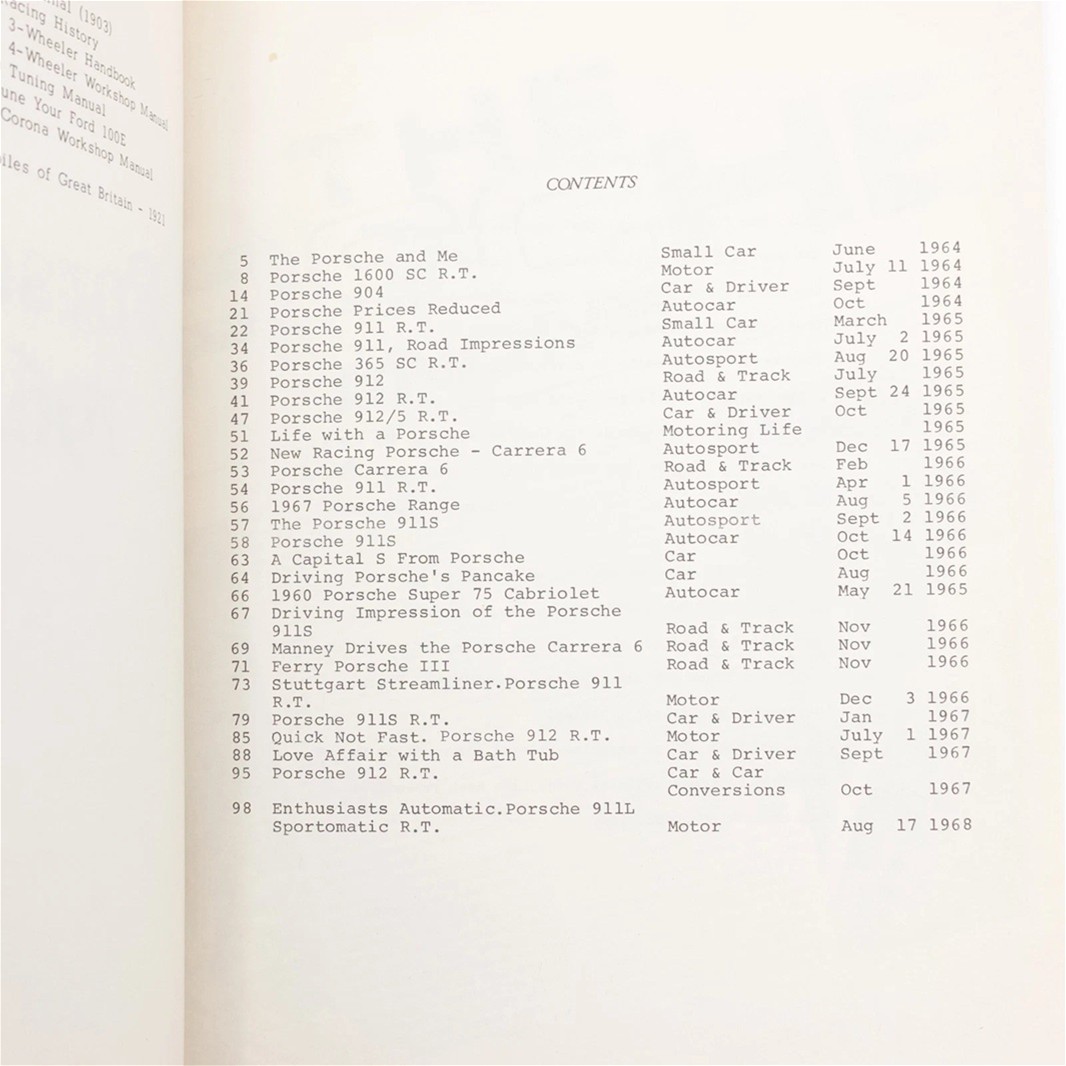 (1903)
acing History
3-Wheeler Handbook
4-Wheeler Workshop Manual
Tuning Manual
une Your Ford 100E
Corona Workshop Manual
iles of Great Britain - 1921
CONTENTS
5 The Porsche and Me Small Car June 1964
8 Porsche 1600 SC R.T. Motor July 11 1964
14 Porsche 904 Car & Driver Sept 1964
21 Porsche Prices Reduced Autocar Oct 1964
22 Porsche 911 R.T. Small Car March 1965
34 Porsche 911, Road Impressions Autocar July 2 1965
36 Porsche 365 SC R.T. Autosport Aug 20 1965
39 Porsche 912 Road & Track July 1965
41 Porsche 912 R.T. Autocar Sept 24 1965
47 Porsche 912/5 R.T. Car & Driver Oct 1965
51 Life with a Porsche Motoring Life 1965
52 New Racing Porsche - Carrera 6 Autosport Dec 17 1965
53 Porsche Carrera 6 Road & Track Feb 1966
54 Porsche 911 R.T. Autosport Apr 1 1966
56 1967 Porsche Range Autocar Aug 5 1966
57 The Porsche 911S Autosport Sept 2 1966
58 Porsche 911S Autocar Oct 14 1966
63 A Capital S From Porsche Car Oct 1966
64 Driving Porsche's Pancake Car Aug 1966
66 1960 Porsche Super 75 Cabriolet Autocar May 21 1965
67 Driving Impression of the Porsche
911S Road & Track Nov 1966
69 Manney Drives the Porsche Carrera 6 Road & Track Nov 1966
71 Ferry Porsche III Road & Track Nov 1966
73 Stuttgart Streamliner.Porsche 911
R.T. Motor Dec 3 1966
79 Porsche 911S R.T. Car & Driver Jan 1967
85 Quick Not Fast. Porsche 912 R.T. Motor July 1 1967
88 Love Affair with a Bath Tub Car & Driver Sept 1967
95 Porsche 912 R.T. Car & Car
Conversions Oct 1967
98 Enthusiasts Automatic.Porsche 911L
Sportomatic R.T. Motor Aug 17 1968